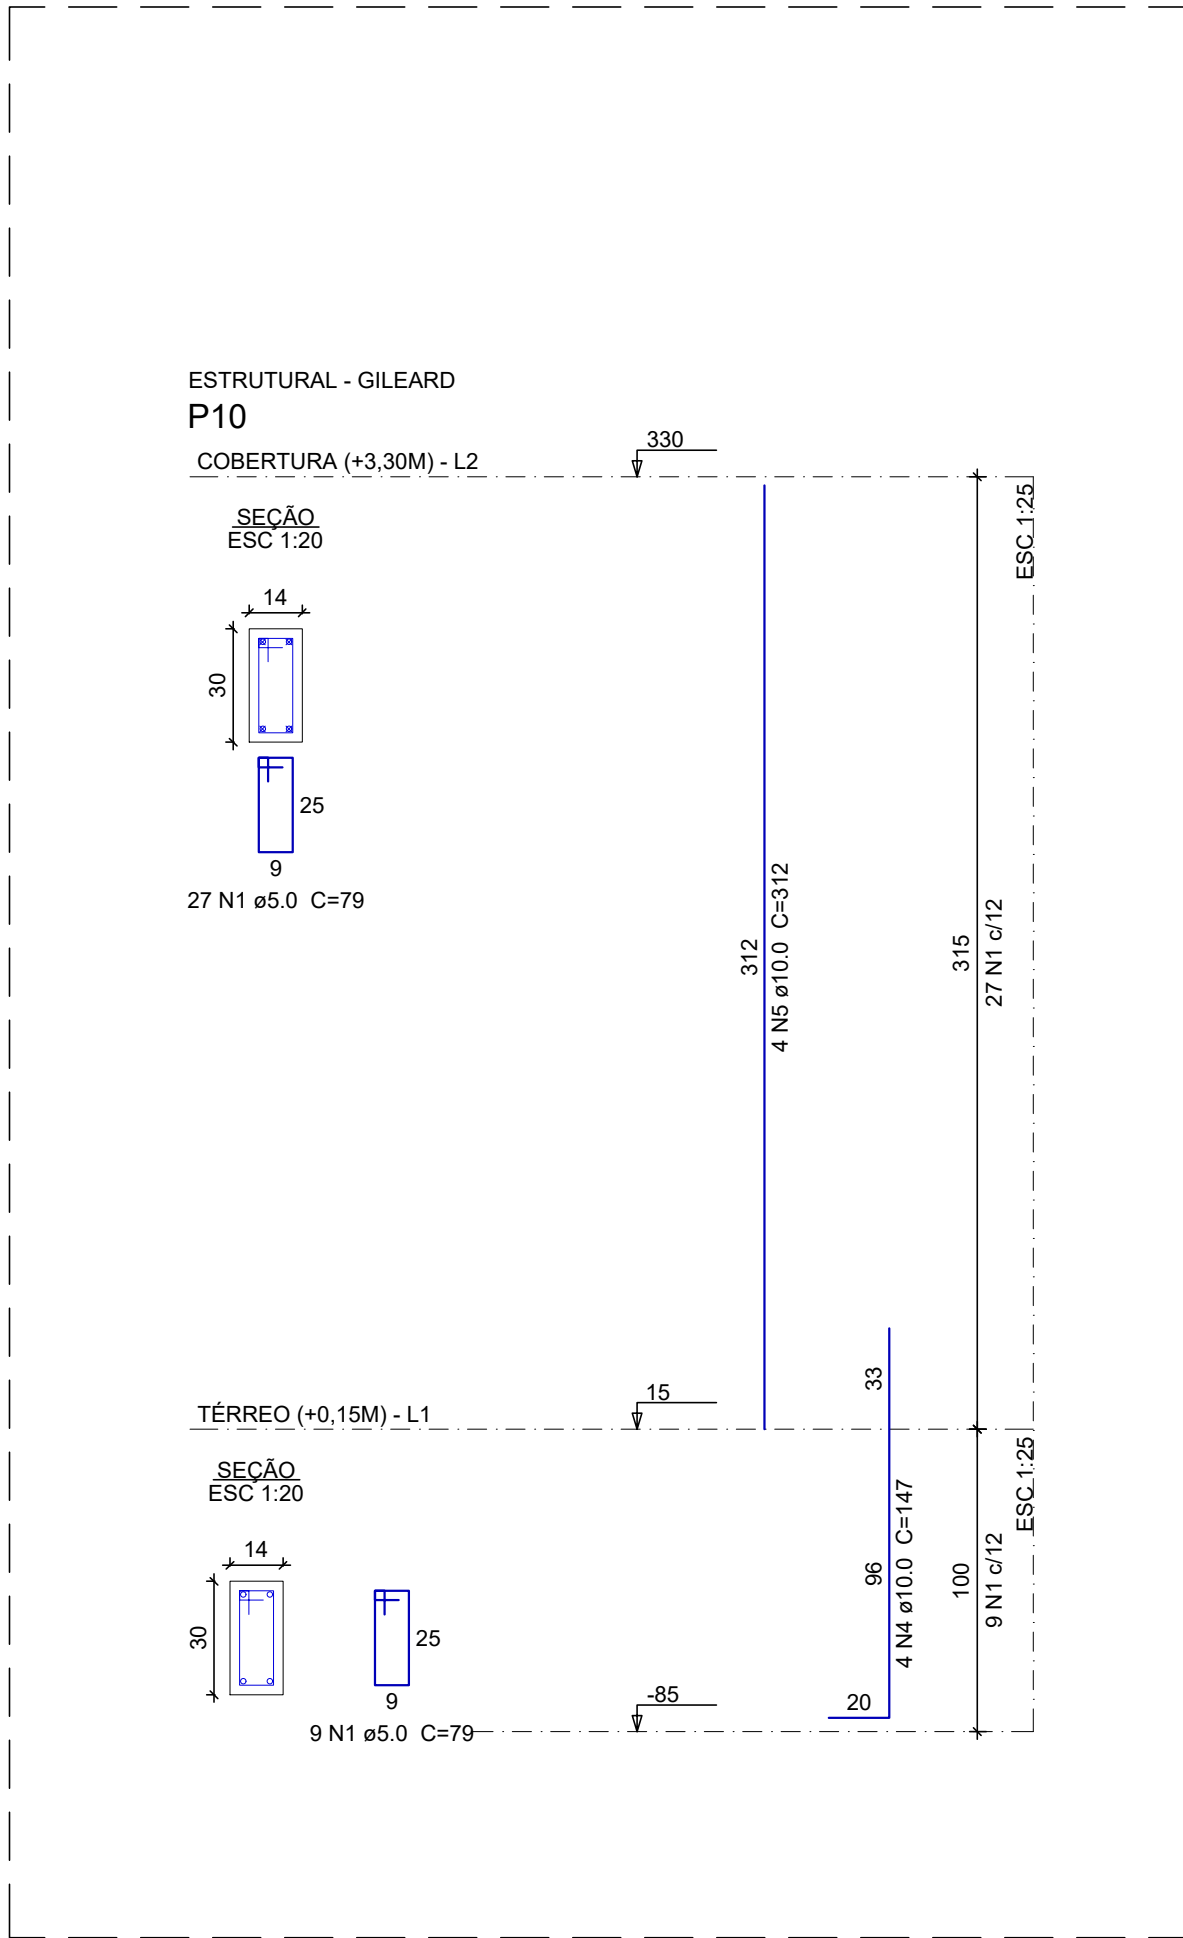 ESTRUTURAL - GILEARD
P10
COBERTURA (+3,30M) - L2
330
SEÇÃO
ESC 1:20
ESC 1:25
14
30
25
9
27 N1 ø5.0 C=79
312
4 N5 ø10.0 C=312
315
27 N1 c/12
33
TÉRREO (+0,15M) - L1
15
SEÇÃO
ESC 1:20
ESC 1:25
14
30
25
9
9 N1 ø5.0 C=79
96
4 N4 ø10.0 C=147
100
9 N1 c/12
-85
20